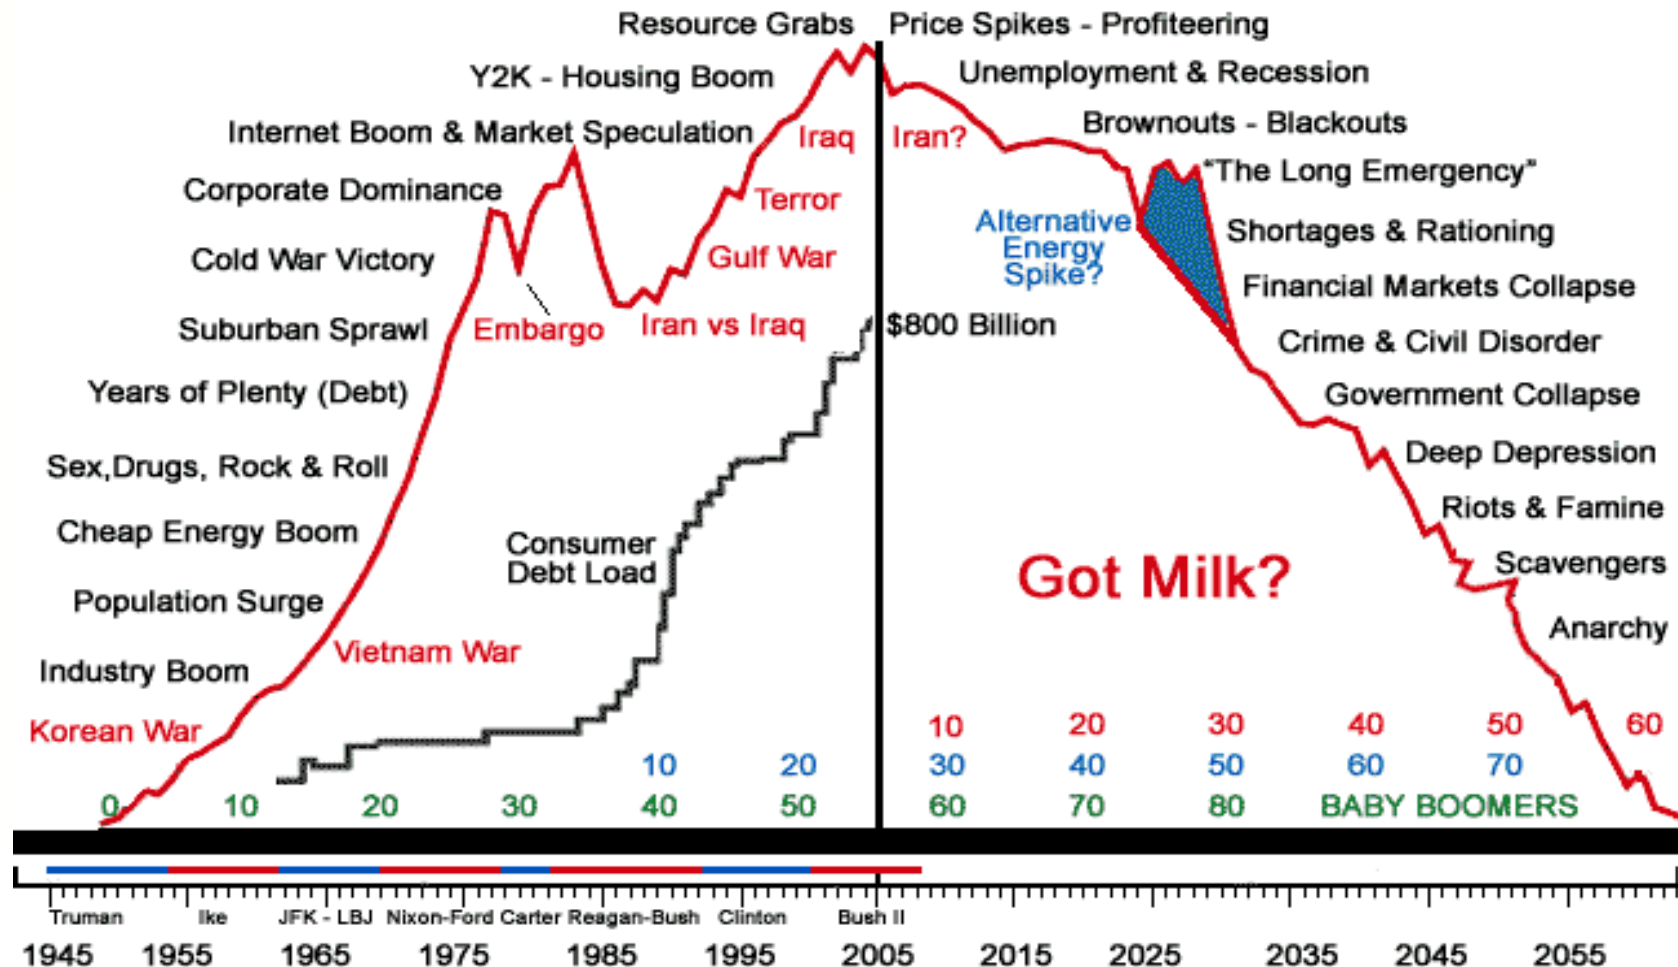 Resource Grabs
Price Spikes - Profiteering
Y2K - Housing Boom
Unemployment & Recession
Internet Boom & Market Speculation
Iraq
Iran?
Brownouts - Blackouts
Corporate Dominance
Terror
"The Long Emergency"
Alternative
Energy
Spike?
Shortages & Rationing
Cold War Victory
Gulf War
Financial Markets Collapse
Suburban Sprawl
Embargo
Iran vs Iraq
$800 Billion
Crime & Civil Disorder
Years of Plenty (Debt)
Government Collapse
Sex,Drugs, Rock & Roll
Deep Depression
Cheap Energy Boom
Consumer
Debt Load
Riots & Famine
Got Milk?
Scavengers
Population Surge
Anarchy
Vietnam War
Industry Boom
Korean War
10 20 30 40 50 60
10 20 30 40 50 60 70
0 10 20 30 40 50 60 70 80 BABY BOOMERS
Truman Ike JFK - LBJ Nixon-Ford Carter Reagan-Bush Clinton Bush II
1945 1955 1965 1975 1985 1995 2005 2015 2025 2035 2045 2055